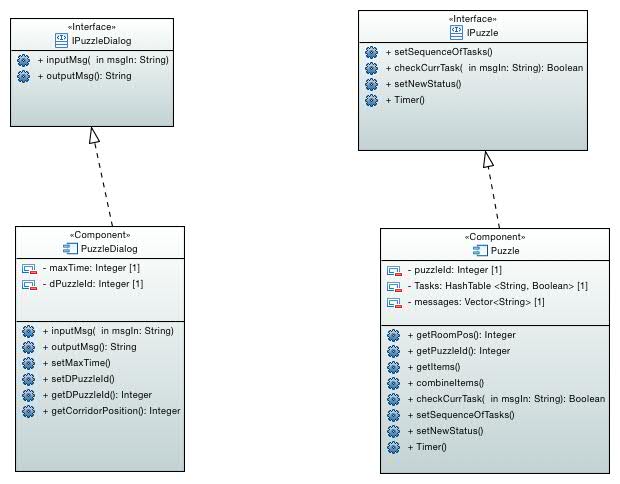 «Interface»
IPuzzleDialog
+ inputMsg( in msgIn: String)
+ outputMsg(): String
«Interface»
IPuzzle
+ setSequenceOfTasks()
+ checkCurrTask( in msgIn: String): Boolean
+ setNewStatus()
+ Timer()
«Component»
PuzzleDialog
- maxTime: Integer [1]
- dPuzzleId: Integer [1]
+ inputMsg( in msgIn: String)
+ outputMsg(): String
+ setMaxTime()
+ setDPuzzleId()
+ getDPuzzleId(): Integer
+ getCorridorPosition(): Integer
«Component»
Puzzle
- puzzleId: Integer [1]
- Tasks: HashTable <String, Boolean> [1]
- messages: Vector<String> [1]
+ getRoomPos(): Integer
+ getPuzzleId(): Integer
+ getItems()
+ combineItems()
+ checkCurrTask( in msgIn: String): Boolean
+ setSequenceOfTasks()
+ setNewStatus()
+ Timer()